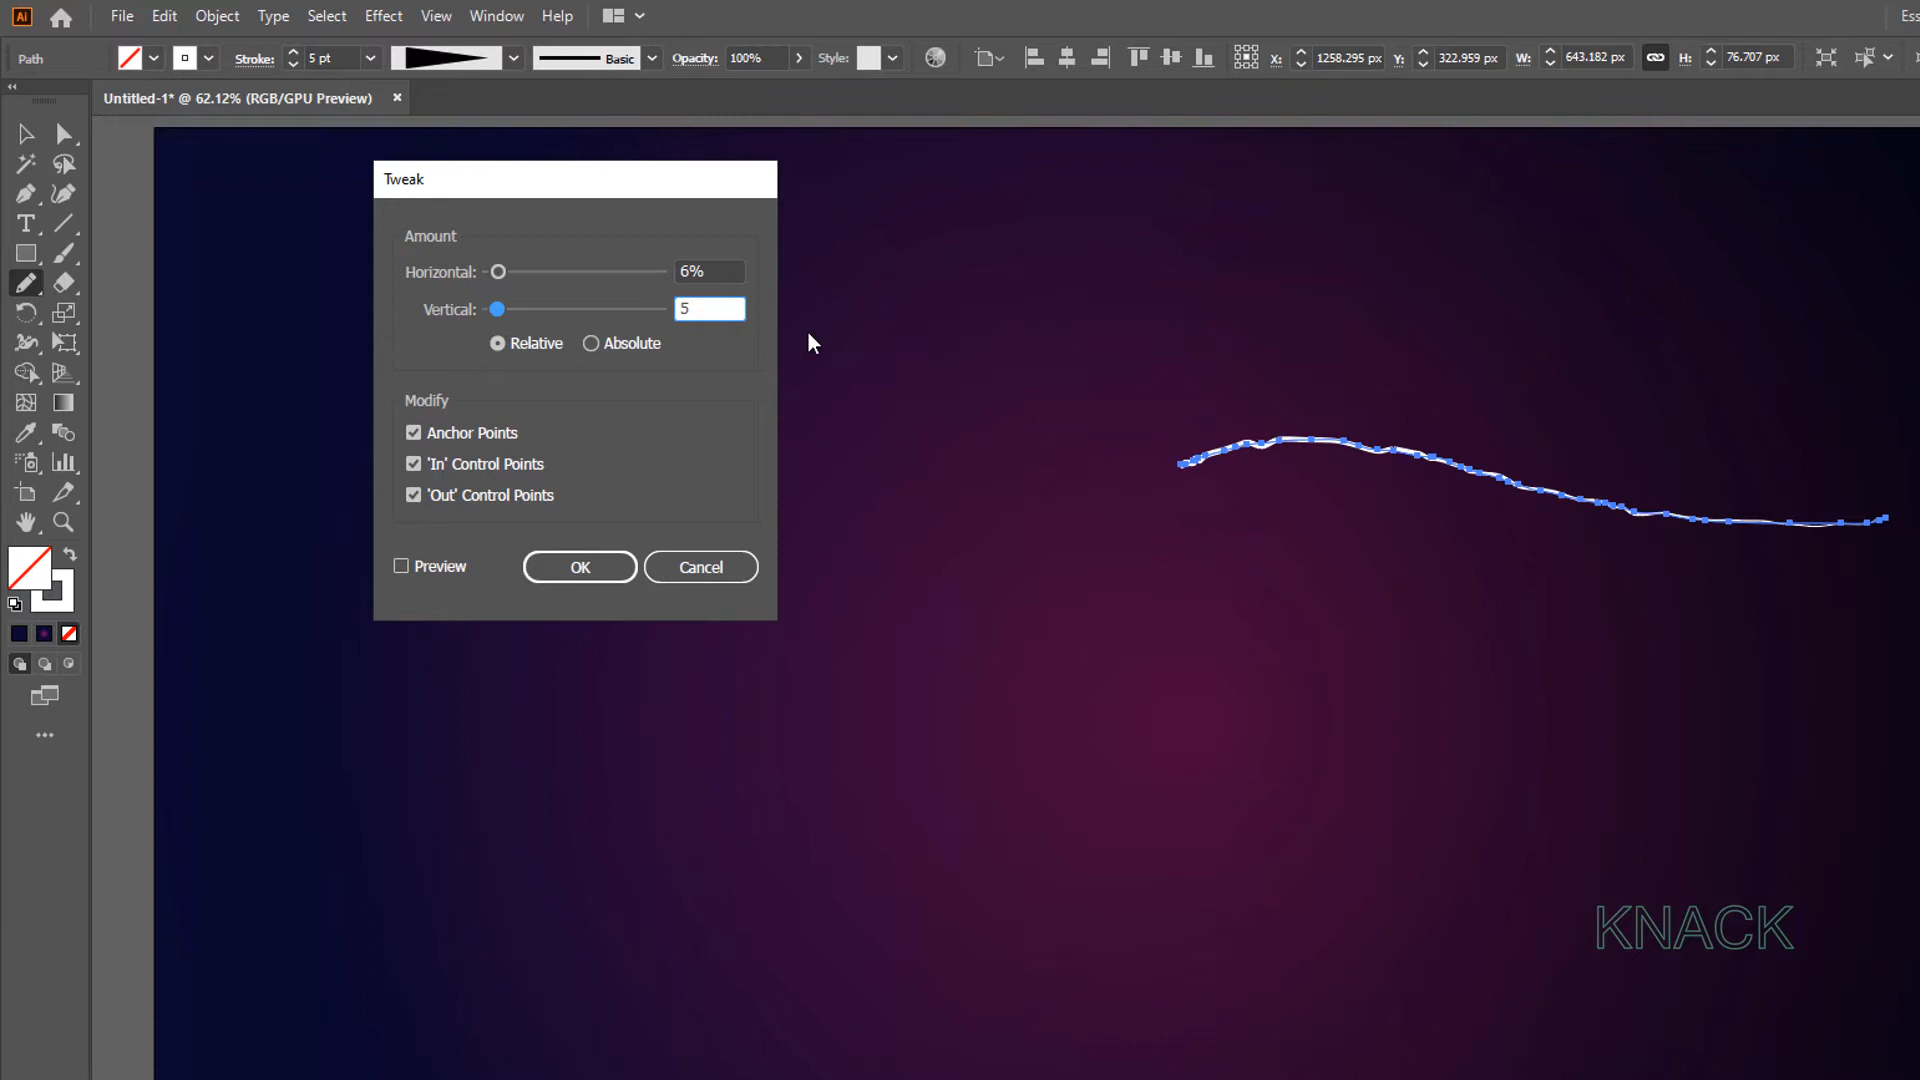 Ai File Edit Object Type Select Effect View Window Help Ess
Path Stroke: 5 pt Basic Opacity: 100% Style: X: 1258.295 px Y: 322.959 px W: 643.182 px H: 76.707 px
Untitled-1* @ 62.12% (RGB/GPU Preview) ×
Tweak
Amount
Horizontal: 6%
Vertical: 5
Relative Absolute
Modify
Anchor Points
'In' Control Points
'Out' Control Points
Preview OK Cancel
KNACK